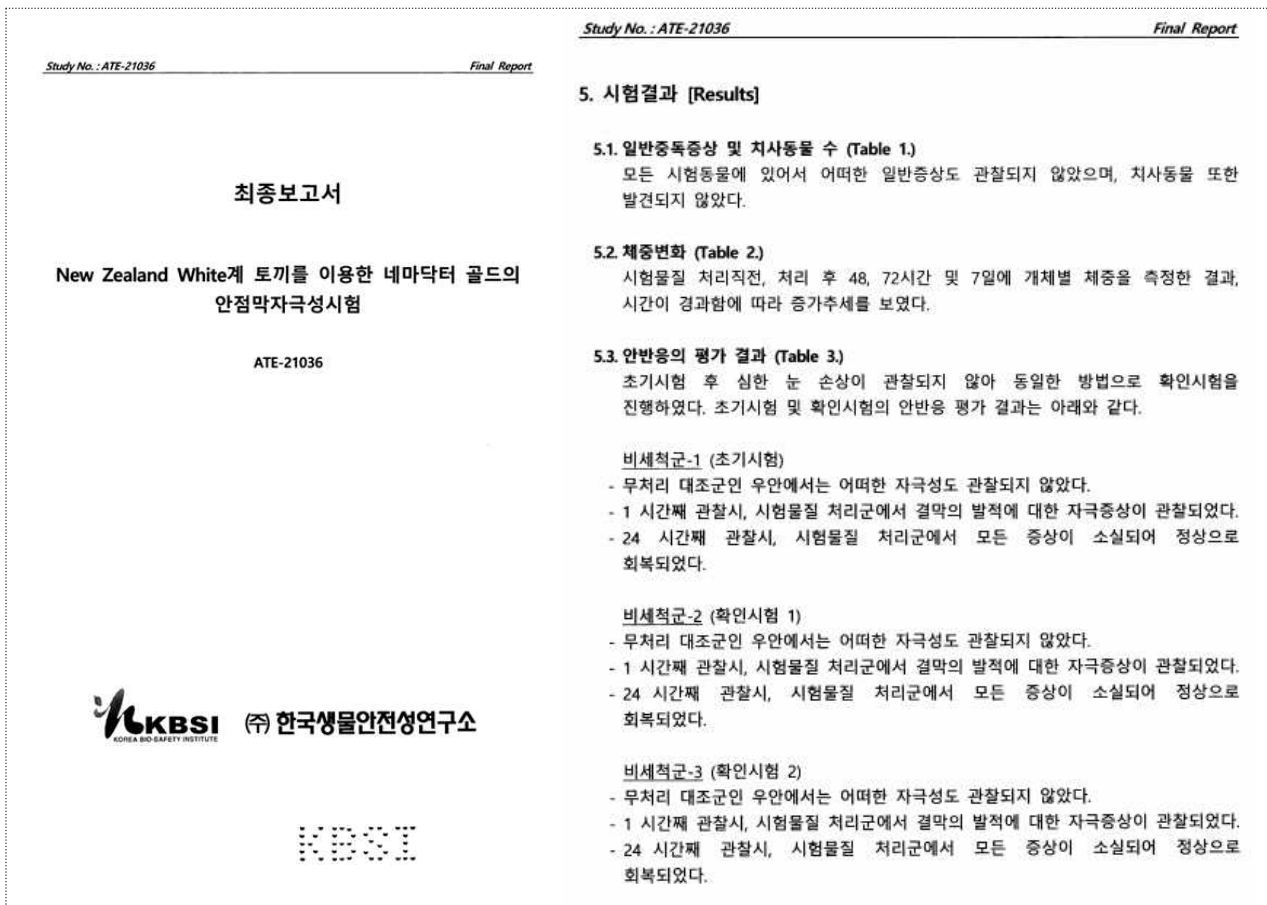 Study No. : ATE-21036 Final Report
최종보고서
New Zealand White계 토끼를 이용한 네마닥터 골드의
안점막자극성시험
ATE-21036
KBSI
KOREA BIO-SAFETY INSTITUTE
㈜ 한국생물안전성연구소
KBSI
Study No. : ATE-21036 Final Report
5. 시험결과 [Results]
5.1. 일반중독증상 및 치사동물 수 (Table 1.)
모든 시험동물에 있어서 어떠한 일반증상도 관찰되지 않았으며, 치사동물 또한
발견되지 않았다.
5.2. 체중변화 (Table 2.)
시험물질 처리직전, 처리 후 48, 72시간 및 7일에 개체별 체중을 측정한 결과,
시간이 경과함에 따라 증가추세를 보였다.
5.3. 안반응의 평가 결과 (Table 3.)
초기시험 후 심한 눈 손상이 관찰되지 않아 동일한 방법으로 확인시험을
진행하였다. 초기시험 및 확인시험의 안반응 평가 결과는 아래와 같다.
비세척군-1 (초기시험)
- 무처리 대조군인 우안에서는 어떠한 자극성도 관찰되지 않았다.
- 1 시간째 관찰시, 시험물질 처리군에서 결막의 발적에 대한 자극증상이 관찰되었다.
- 24 시간째 관찰시, 시험물질 처리군에서 모든 증상이 소실되어 정상으로
회복되었다.
비세척군-2 (확인시험 1)
- 무처리 대조군인 우안에서는 어떠한 자극성도 관찰되지 않았다.
- 1 시간째 관찰시, 시험물질 처리군에서 결막의 발적에 대한 자극증상이 관찰되었다.
- 24 시간째 관찰시, 시험물질 처리군에서 모든 증상이 소실되어 정상으로
회복되었다.
비세척군-3 (확인시험 2)
- 무처리 대조군인 우안에서는 어떠한 자극성도 관찰되지 않았다.
- 1 시간째 관찰시, 시험물질 처리군에서 결막의 발적에 대한 자극증상이 관찰되었다.
- 24 시간째 관찰시, 시험물질 처리군에서 모든 증상이 소실되어 정상으로
회복되었다.